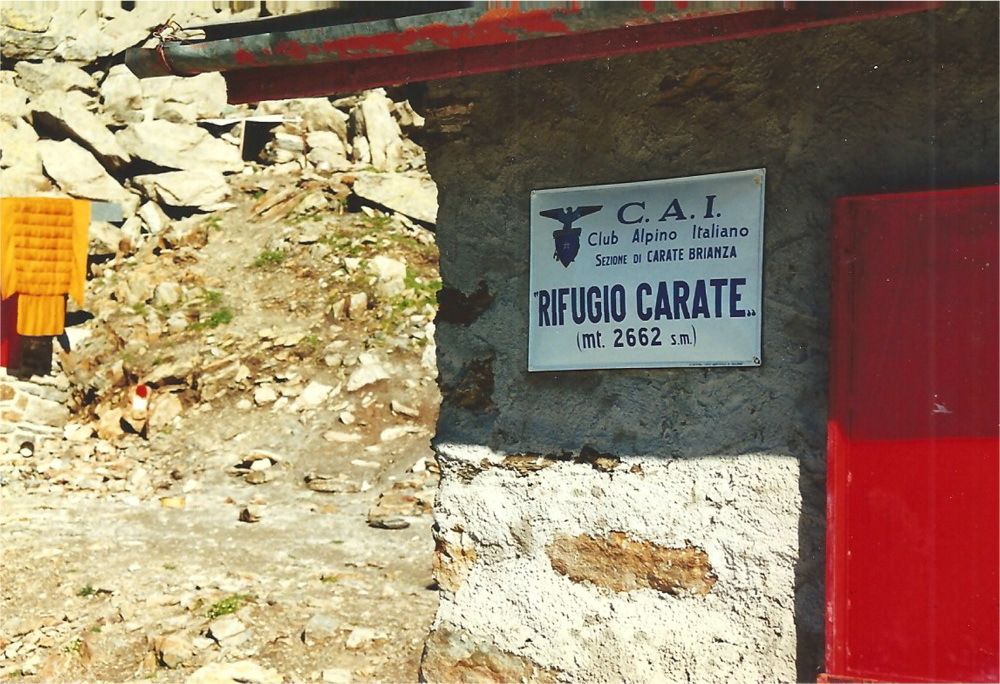 C. A. I.
Club Alpino Italiano
SEZIONE DI CARATE BRIANZA
"RIFUGIO CARATE"
(mt. 2662 s.m.)